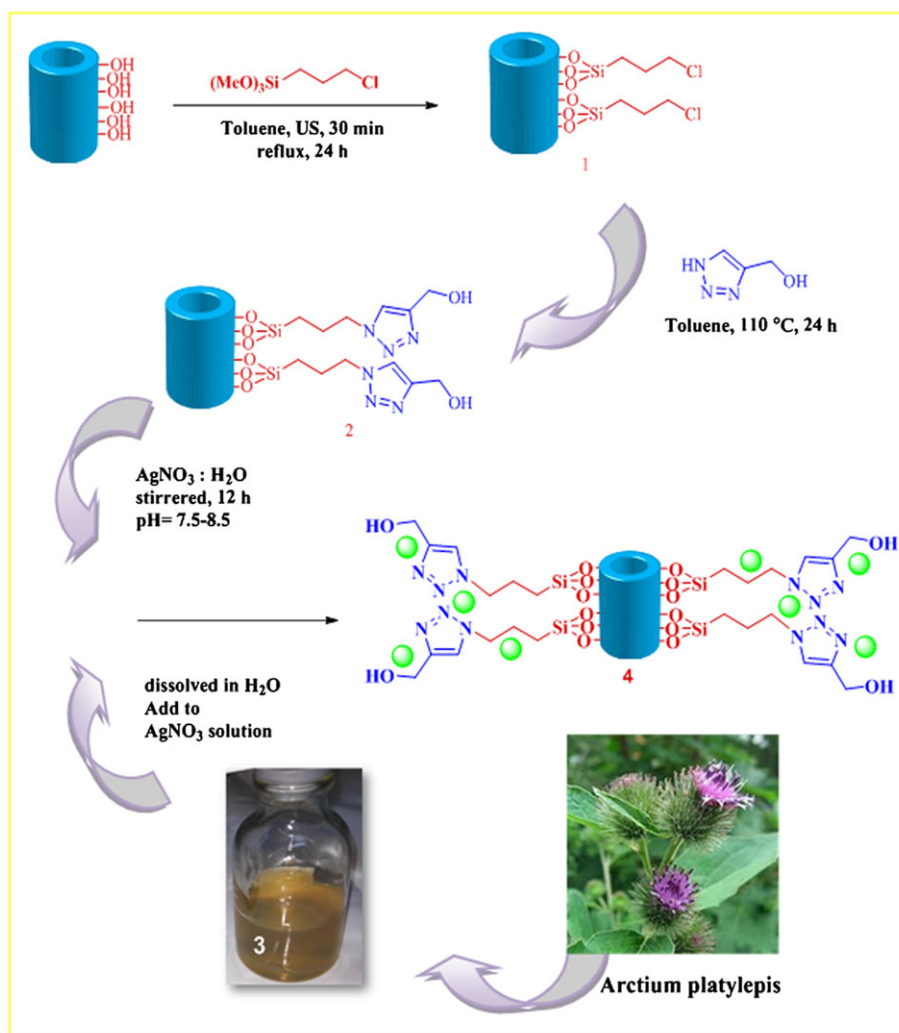 OH
OH
OH
OH
OH
OH
(MeO)₃Si
Cl
Toluene, US, 30 min
reflux, 24 h
O
O
O
Si
Cl
O
O
O
Si
Cl
1
HN
N
N
OH
Toluene, 110 °C, 24 h
O
O
O
Si
N
N
N
OH
O
O
O
Si
N
N
N
OH
2
AgNO₃ : H₂O
stirrered, 12 h
pH= 7.5-8.5
HO
N
N
N
Si
O
O
O
O
O
O
Si
N
N
N
OH
HO
N
N
N
Si
O
O
O
O
O
O
Si
N
N
N
OH
4
dissolved in H₂O
Add to
AgNO₃ solution
3
Arctium platylepis